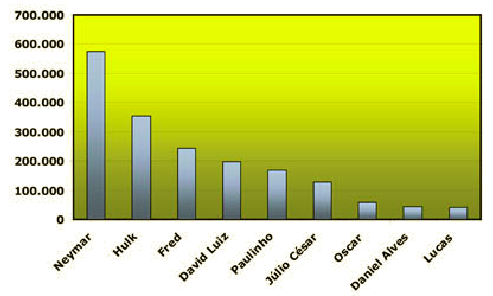 700.000
600.000
500.000
400.000
300.000
200.000
100.000
0
Neymar
Hulk
Fred
David Luiz
Paulinho
Júlio César
Oscar
Daniel Alves
Lucas